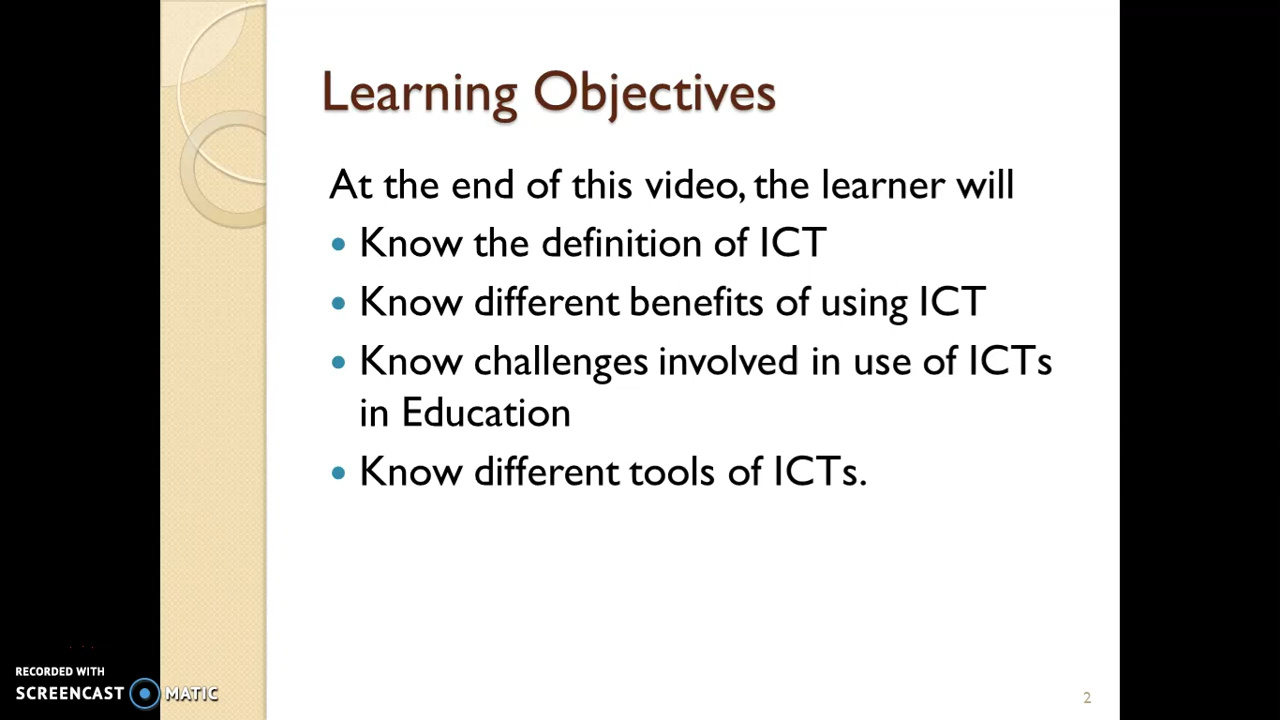 Learning Objectives
At the end of this video, the learner will
• Know the definition of ICT
• Know different benefits of using ICT
• Know challenges involved in use of ICTs
in Education
• Know different tools of ICTs.
RECORDED WITH
SCREENCAST MATIC
2